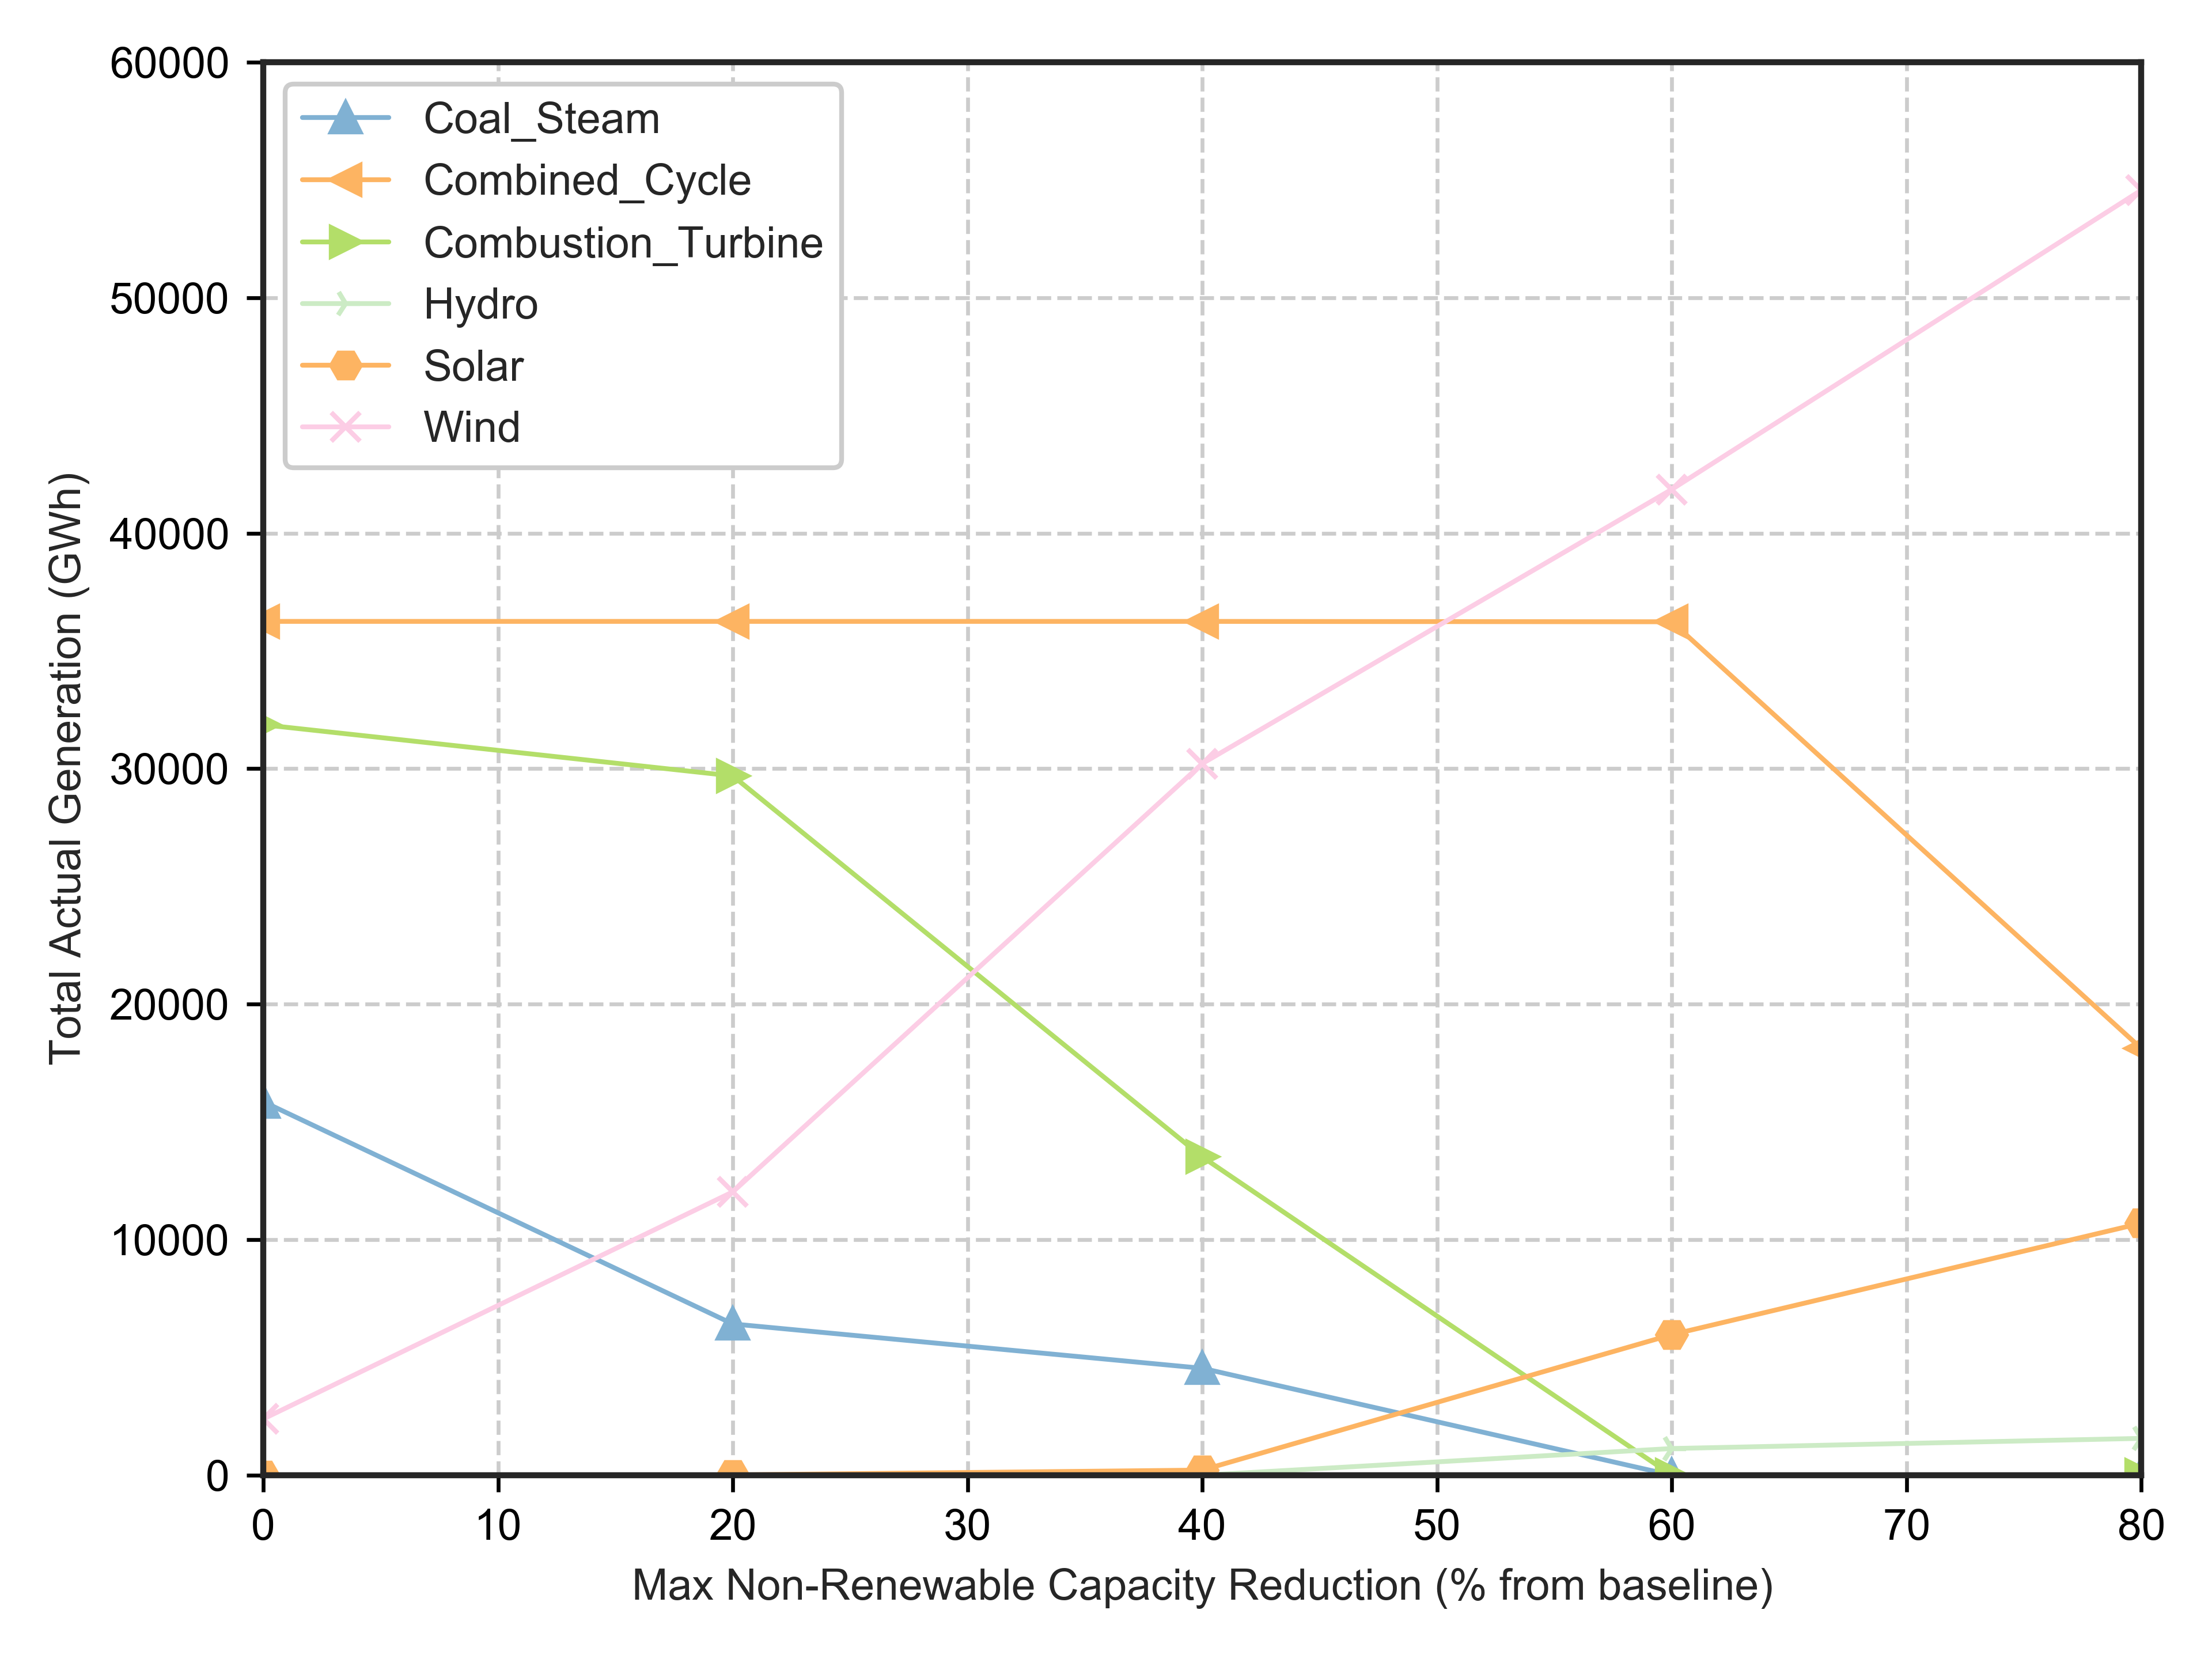 60000
50000
40000
30000
20000
10000
0
Total Actual Generation (GWh)
Coal_Steam
Combined_Cycle
Combustion_Turbine
Hydro
Solar
Wind
0 10 20 30 40 50 60 70 80
Max Non-Renewable Capacity Reduction (% from baseline)